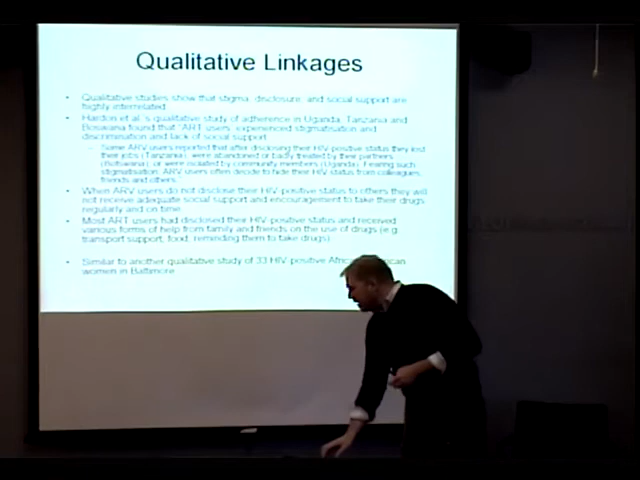 Qualitative Linkages
• Qualitative studies show that stigma, disclosure, and social support are
highly interrelated
• Hardon et al.'s qualitative study of adherence in Uganda, Tanzania and
Botswana found that "ART users experienced stigmatisation and
discrimination and lack of social support
– Some ARV users reported that after disclosing their HIV-positive status they lost
their jobs (Tanzania), were abandoned or badly treated by their partners
(Botswana) or were isolated by community members (Uganda). Fearing such
stigmatisation, ARV users often decide to hide their HIV status from colleagues,
friends and others.
• When ARV users do not disclose their HIV-positive status to others they will
not receive adequate social support and encouragement to take their drugs
regularly and on time
• Most ART users had disclosed their HIV-positive status and received
various forms of help from family and friends on the use of drugs (e.g.
transport support, food, reminding them to take drugs)
• Similar to another qualitative study of 33 HIV-positive
women in Baltimore